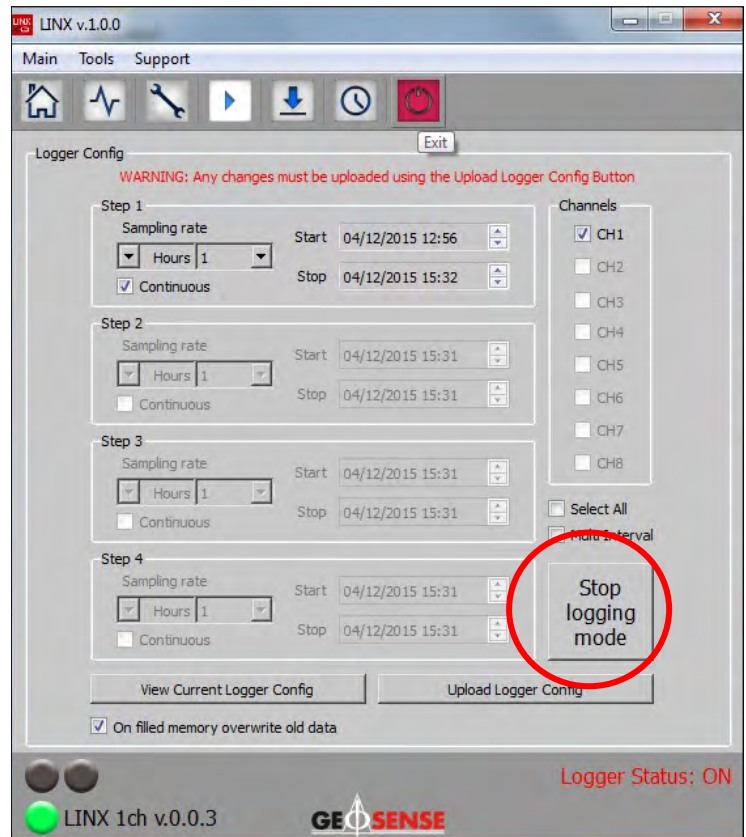 LINX v.1.0.0
Main Tools Support
Exit
Logger Config
WARNING: Any changes must be uploaded using the Upload Logger Config Button
Step 1
Sampling rate
Hours 1
Continuous
Start 04/12/2015 12:56
Stop 04/12/2015 15:32
Step 2
Sampling rate
Hours 1
Continuous
Start 04/12/2015 15:31
Stop 04/12/2015 15:31
Step 3
Sampling rate
Hours 1
Continuous
Start 04/12/2015 15:31
Stop 04/12/2015 15:31
Step 4
Sampling rate
Hours 1
Continuous
Start 04/12/2015 15:31
Stop 04/12/2015 15:31
Channels
CH1
CH2
CH3
CH4
CH5
CH6
CH7
CH8
Select All
Multi Interval
Stop
logging
mode
View Current Logger Config
Upload Logger Config
On filled memory overwrite old data
Logger Status: ON
LINX 1ch v.0.0.3
GEOSENSE